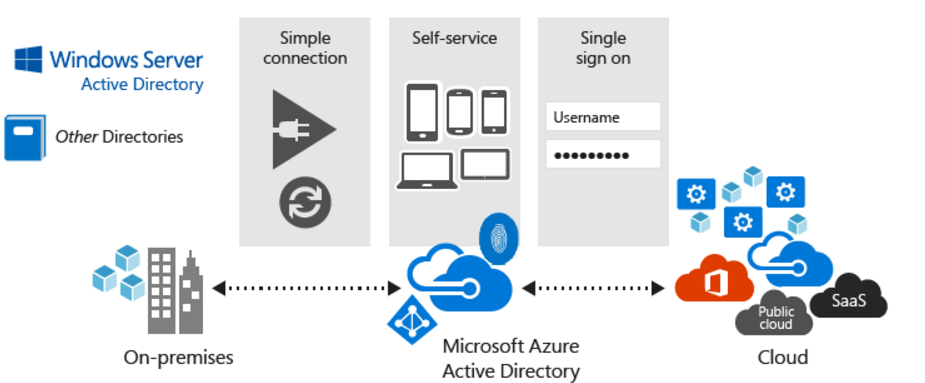 Windows Server
Active Directory
Other Directories
Simple
connection
Self-service
Single
sign on
Username
•••••••••
On-premises
Microsoft Azure
Active Directory
Public
cloud
SaaS
Cloud